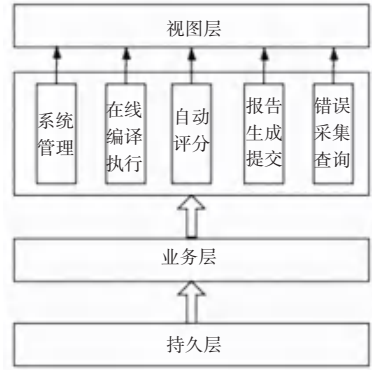 视图层
系统
管理
在线
编译
执行
自动
评分
报告
生成
提交
错误
采集
查询
业务层
持久层